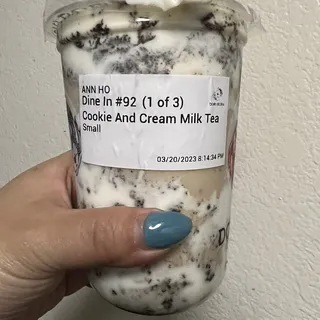 ANN HO
Dine In #92 (1 of 3)
Cookie And Cream Milk Tea
Small
03/20/2023 8:14:34 PM